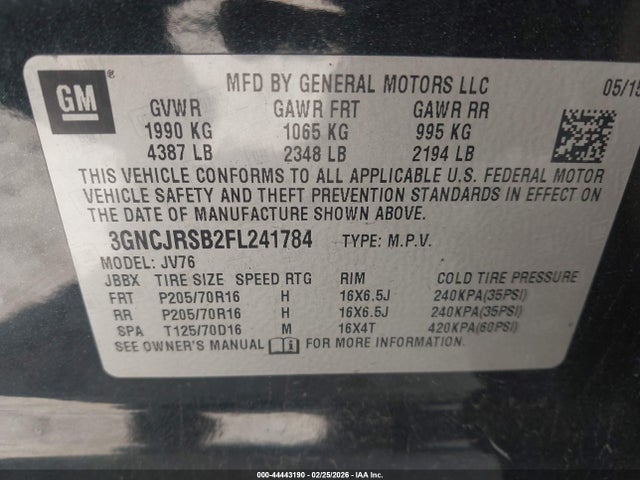 GM
MFD BY GENERAL MOTORS LLC 05/15
GVWR GAWR FRT GAWR RR
1990 KG 1065 KG 995 KG
4387 LB 2348 LB 2194 LB
THIS VEHICLE CONFORMS TO ALL APPLICABLE U.S. FEDERAL MOTOR
VEHICLE SAFETY AND THEFT PREVENTION STANDARDS IN EFFECT ON
THE DATE OF MANUFACTURE SHOWN ABOVE.
3GNCJRSB2FL241784 TYPE: M.P.V.
MODEL: JV76
JBBX TIRE SIZE SPEED RTG RIM COLD TIRE PRESSURE
FRT P205/70R16 H 16X6.5J 240KPA(35PSI)
RR P205/70R16 H 16X6.5J 240KPA(35PSI)
SPA T125/70D16 M 16X4T 420KPA(60PSI)
SEE OWNER'S MANUAL FOR MORE INFORMATION.
000-44443190 - 02/25/2026 - IAA Inc.